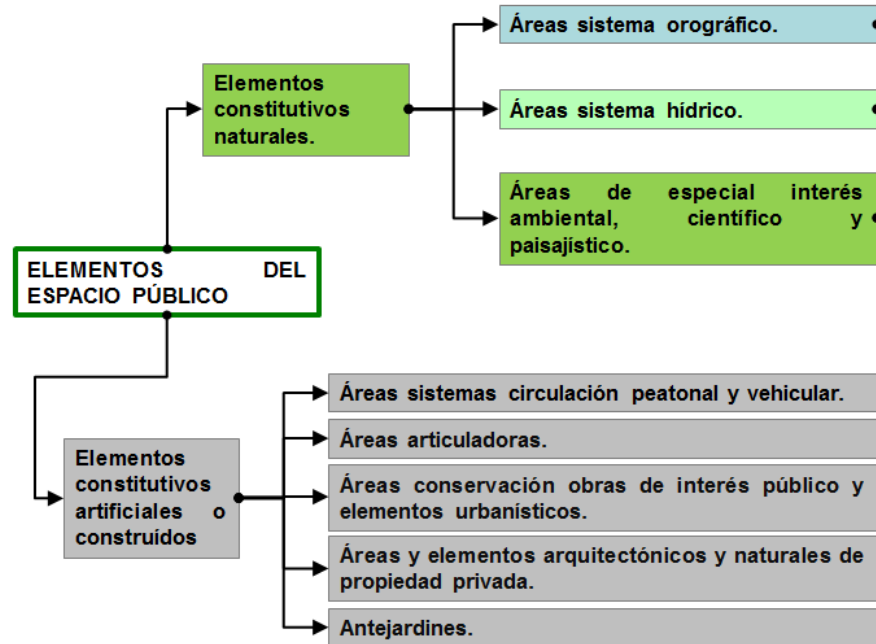 Áreas sistema orográfico.
Elementos
constitutivos
naturales.
Áreas sistema hídrico.
Áreas de especial interés
ambiental, científico y
paisajístico.
ELEMENTOS DEL
ESPACIO PÚBLICO
Áreas sistemas circulación peatonal y vehicular.
Áreas articuladoras.
Elementos
constitutivos
artificiales o
construídos
Áreas conservación obras de interés público y
elementos urbanísticos.
Áreas y elementos arquitectónicos y naturales de
propiedad privada.
Antejardines.